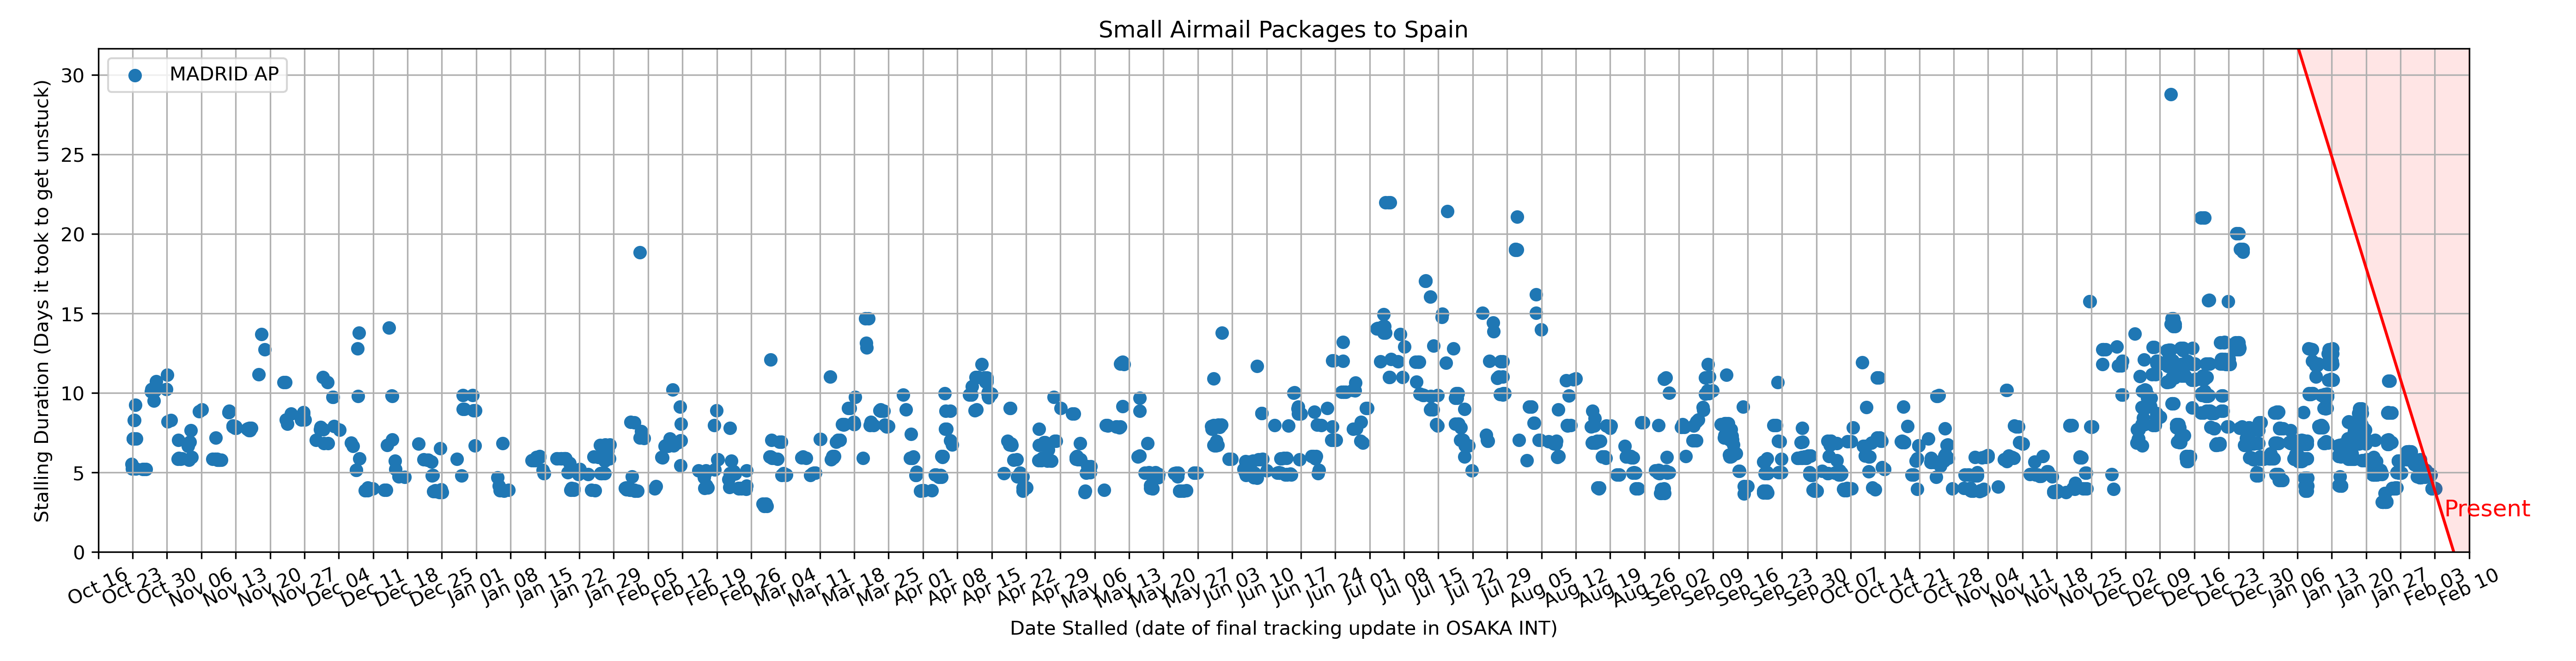 Small Airmail Packages to Spain
MADRID AP
Stalling Duration (Days it took to get unstuck)
30
25
20
15
10
5
0
Present
Oct 16
Oct 23
Oct 30
Nov 06
Nov 13
Nov 20
Nov 27
Dec 04
Dec 11
Dec 18
Dec 25
Jan 01
Jan 08
Jan 15
Jan 22
Jan 29
Feb 05
Feb 12
Feb 19
Feb 26
Mar 04
Mar 11
Mar 18
Mar 25
Apr 01
Apr 08
Apr 15
Apr 22
Apr 29
May 06
May 13
May 20
May 27
Jun 03
Jun 10
Jun 17
Jun 24
Jul 01
Jul 08
Jul 15
Jul 22
Jul 29
Aug 05
Aug 12
Aug 19
Aug 26
Sep 02
Sep 09
Sep 16
Sep 23
Sep 30
Oct 07
Oct 14
Oct 21
Oct 28
Nov 04
Nov 11
Nov 18
Nov 25
Dec 02
Dec 09
Dec 16
Dec 23
Dec 30
Jan 06
Jan 13
Jan 20
Jan 27
Feb 03
Feb 10
Date Stalled (date of final tracking update in OSAKA INT)